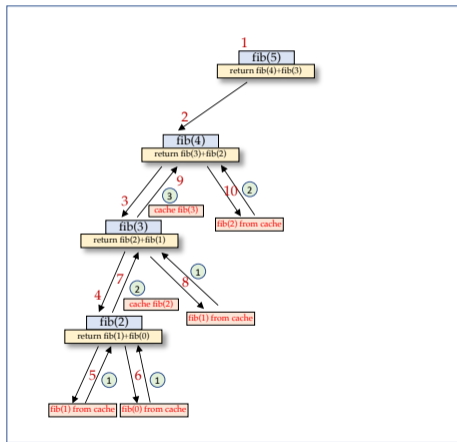 1
fib(5)
return fib(4)+fib(3)
2
fib(4)
return fib(3)+fib(2)
9
10
2
3
3
cache fib(3)
fib(2) from cache
fib(3)
return fib(2)+fib(1)
7
8
1
4
2
cache fib(2)
fib(1) from cache
fib(2)
return fib(1)+fib(0)
5
1
6
1
fib(1) from cache
fib(0) from cache